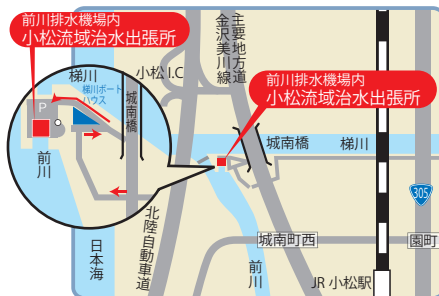 前川排水機場内
小松流域治水出張所
梯川
梯川ボート
ハウス
P
城南橋
前川
小松I.C
主要地方道
金沢美川線
前川排水機場内
小松流域治水出張所
城南橋
梯川
305
日本海
北陸自動車道
前川
城南町西
園町
JR小松駅